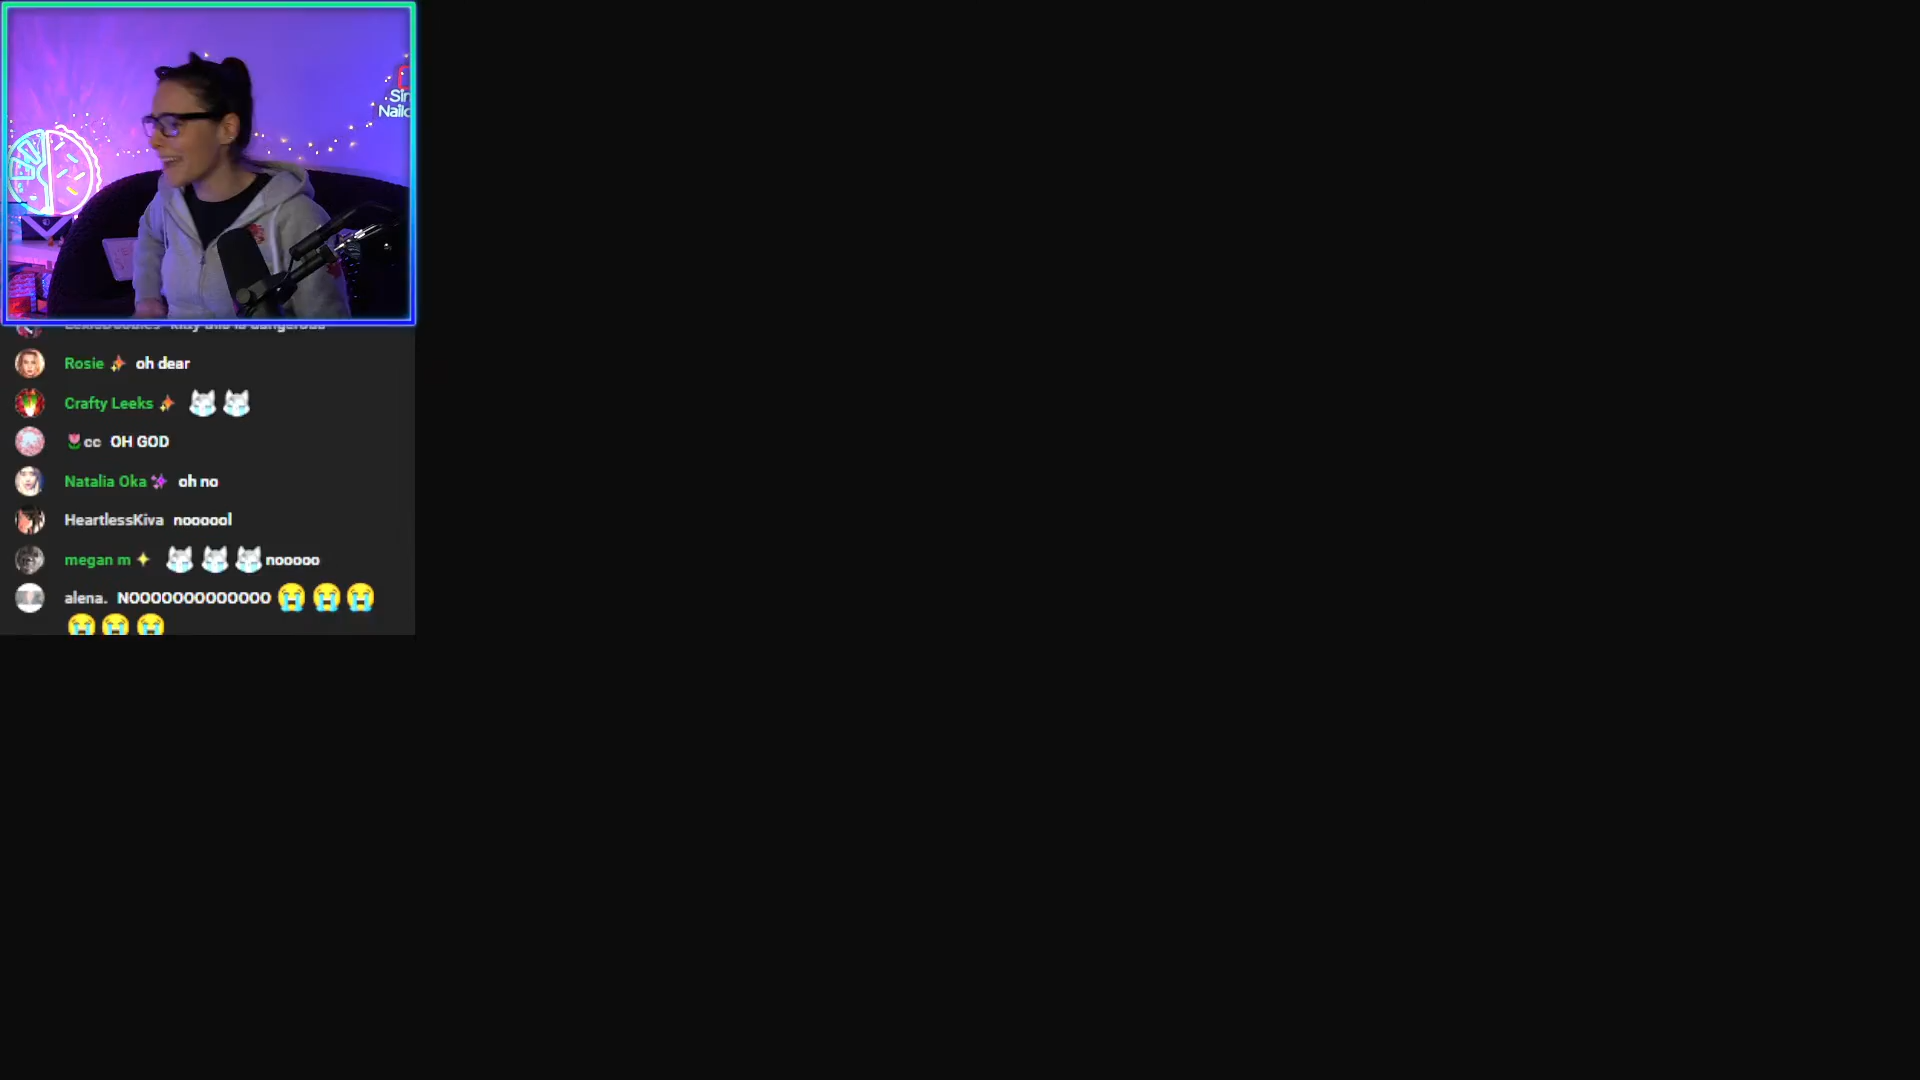 Rosie oh dear
Crafty Leeks
cc OH GOD
Natalia Oka oh no
HeartlessKiva noooool
megan m nooooo
alena. NOOOOOOOOOOOOO